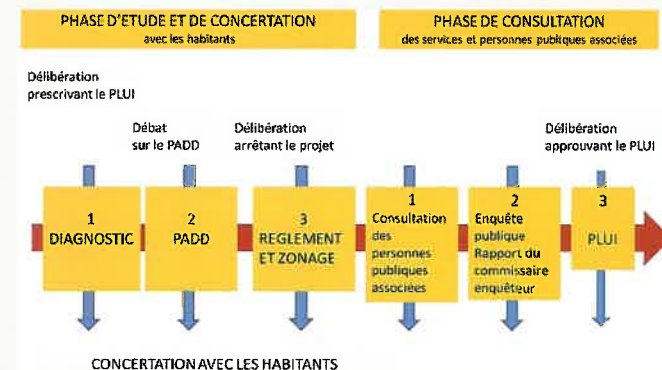 PHASE D'ETUDE ET DE CONCERTATION
avec les habitants
PHASE DE CONSULTATION
des services et personnes publiques associées
Délibération
prescrivant le PLUI
Débat
sur le PADD
Délibération
arrêtant le projet
Délibération
approuvant le PLUI
1
DIAGNOSTIC
2
PADD
3
REGLEMENT
ET ZONAGE
1
Consultation
des
personnes
publiques
associées
2
Enquête
publique
Rapport du
commissaire
enquêteur
3
PLUI
CONCERTATION AVEC LES HABITANTS